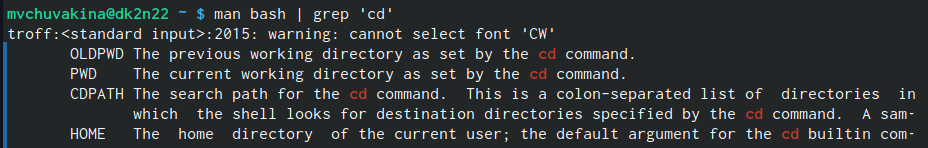 mvchuvakina@dk2n22 ~ $ man bash | grep 'cd'
troff:<standard input>:2015: warning: cannot select font 'CW'
OLDPWD The previous working directory as set by the cd command.
PWD    The current working directory as set by the cd command.
CDPATH The search path for the cd command.  This is a colon-separated list of  directories  in
which  the shell looks for destination directories specified by the cd command.  A sam-
HOME   The  home  directory  of the current user; the default argument for the cd builtin com-